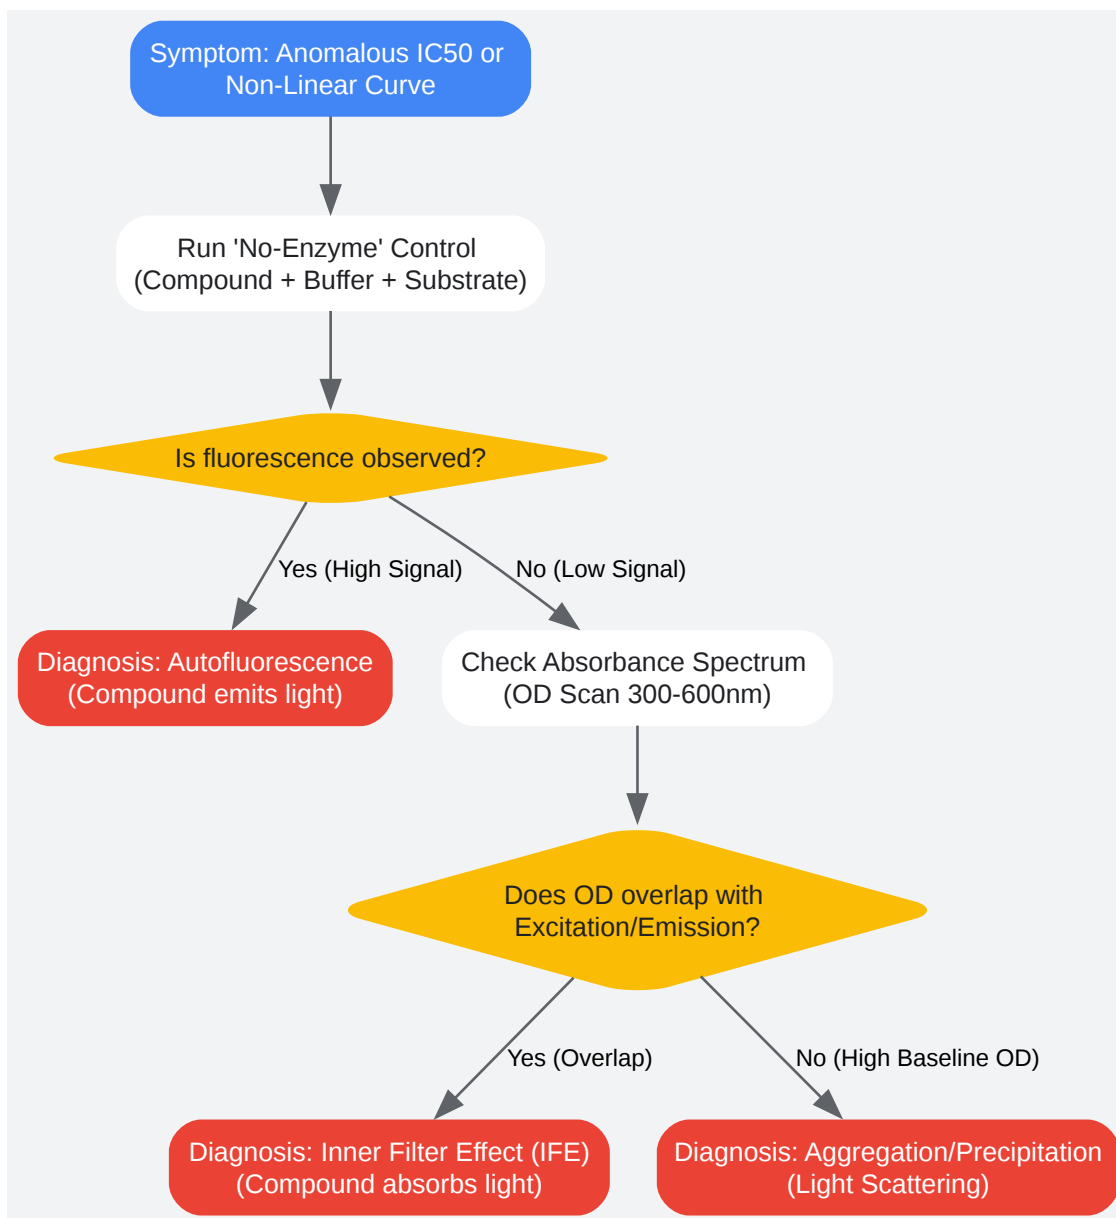 Symptom: Anomalous IC50 or
Non-Linear Curve
Run 'No-Enzyme' Control
(Compound + Buffer + Substrate)
Is fluorescence observed?
Yes (High Signal)
No (Low Signal)
Diagnosis: Autofluorescence
(Compound emits light)
Check Absorbance Spectrum
(OD Scan 300-600nm)
Does OD overlap with
Excitation/Emission?
Yes (Overlap)
No (High Baseline OD)
Diagnosis: Inner Filter Effect (IFE)
(Compound absorbs light)
Diagnosis: Aggregation/Precipitation
(Light Scattering)